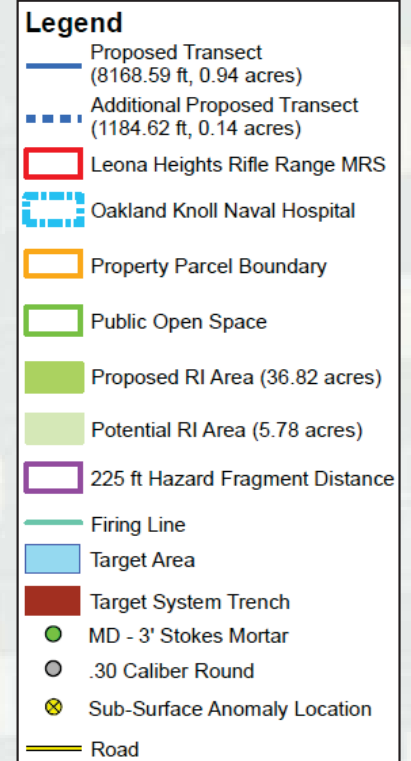 Legend
Proposed Transect
(8168.59 ft, 0.94 acres)
Additional Proposed Transect
(1184.62 ft, 0.14 acres)
Leona Heights Rifle Range MRS
Oakland Knoll Naval Hospital
Property Parcel Boundary
Public Open Space
Proposed RI Area (36.82 acres)
Potential RI Area (5.78 acres)
225 ft Hazard Fragment Distance
Firing Line
Target Area
Target System Trench
MD - 3' Stokes Mortar
.30 Caliber Round
Sub-Surface Anomaly Location
Road